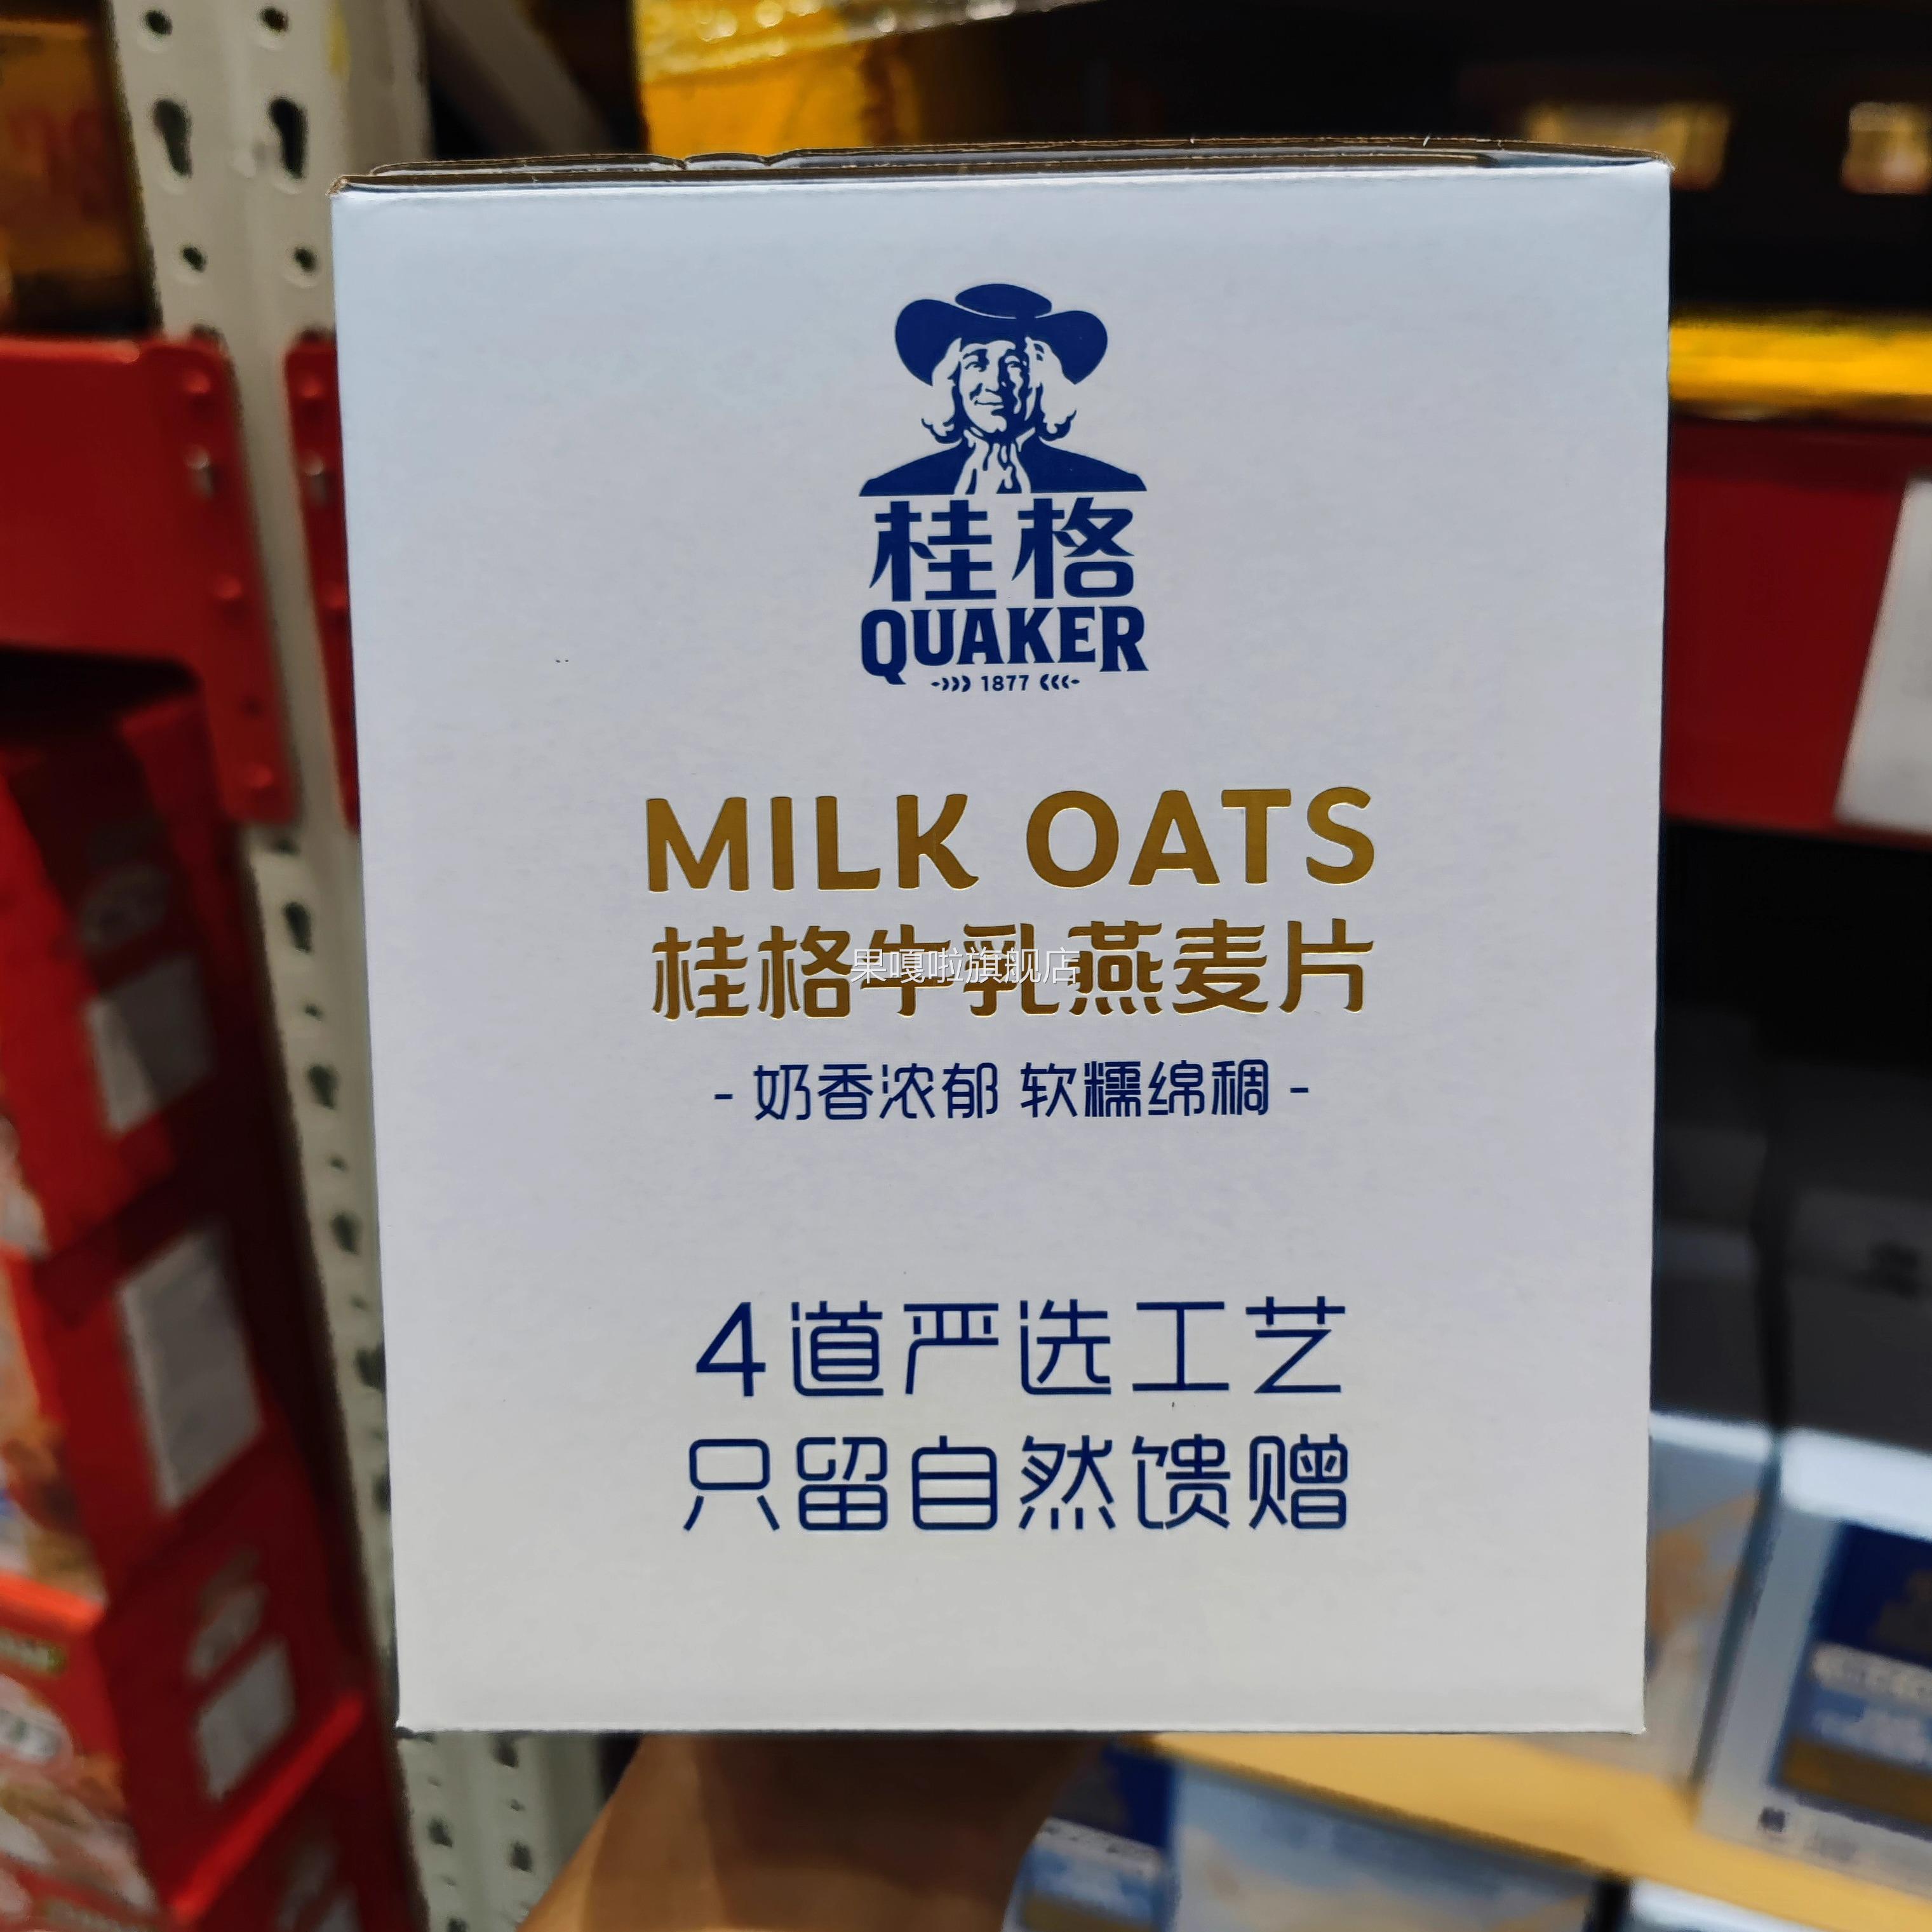 桂格
QUAKER
1877
MILK OATS
桂格牛乳燕麦片
果嘎啦旗舰店
- 奶香浓郁 软糯绵稠 -
4道严选工艺
只留自然馈赠